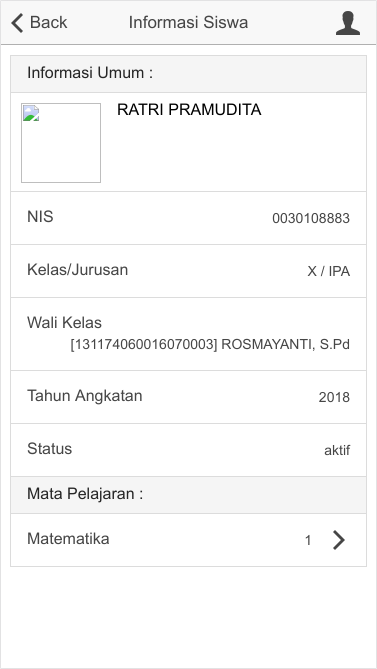 Back
Informasi Siswa
Informasi Umum :
RATRI PRAMUDITA
NIS
0030108883
Kelas/Jurusan
X / IPA
Wali Kelas
[131174060016070003] ROSMAYANTI, S.Pd
Tahun Angkatan
2018
Status
aktif
Mata Pelajaran :
Matematika
1